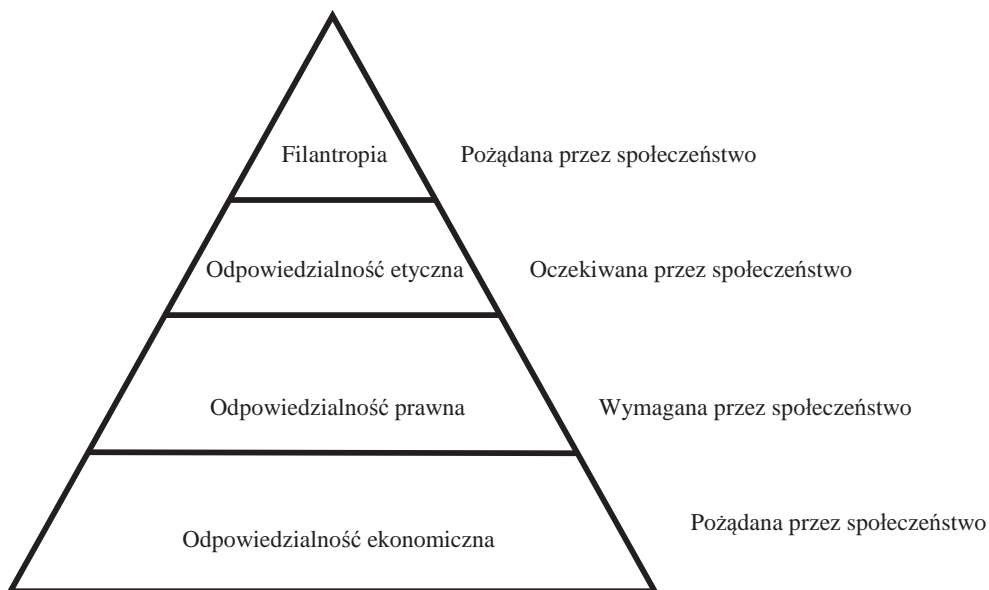 Filantropia
Pożądana przez społeczeństwo
Odpowiedzialność etyczna
Oczekiwana przez społeczeństwo
Odpowiedzialność prawna
Wymagana przez społeczeństwo
Pożądana przez społeczeństwo
Odpowiedzialność ekonomiczna